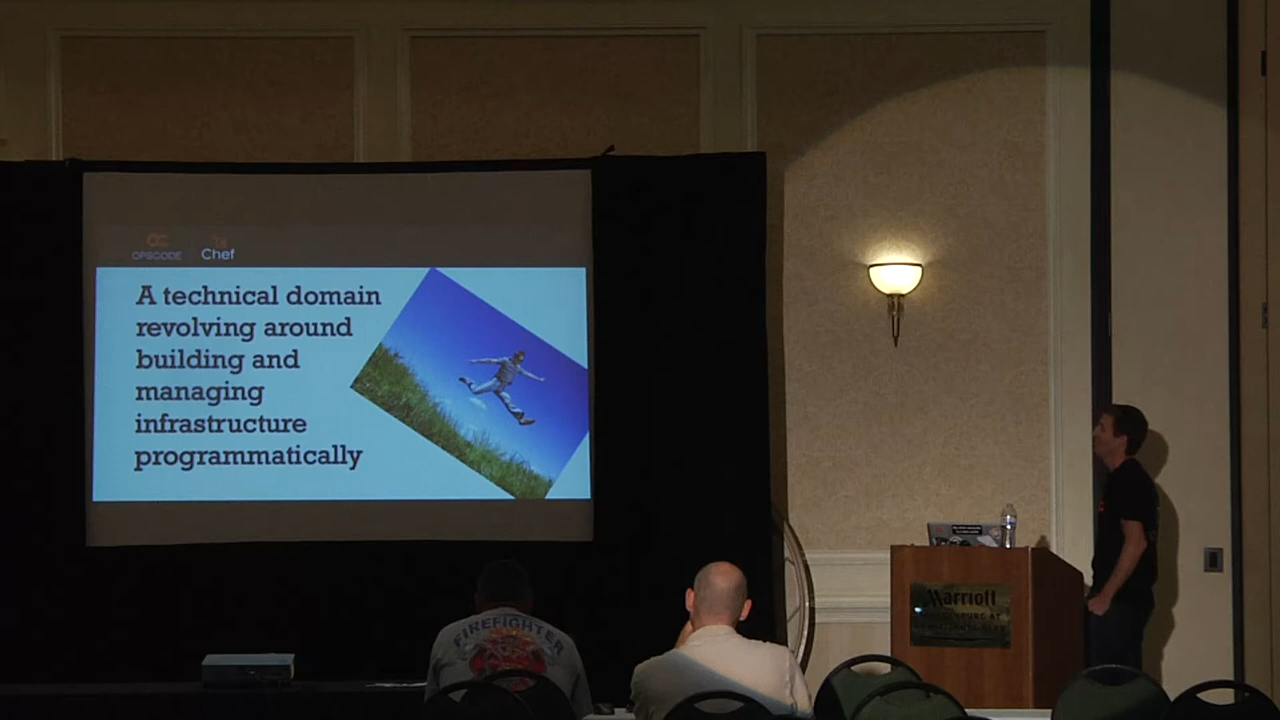 OPSCODE Chef
A technical domain
revolving around
building and
managing
infrastructure
programmatically
FIREFIGHTER
Marriott